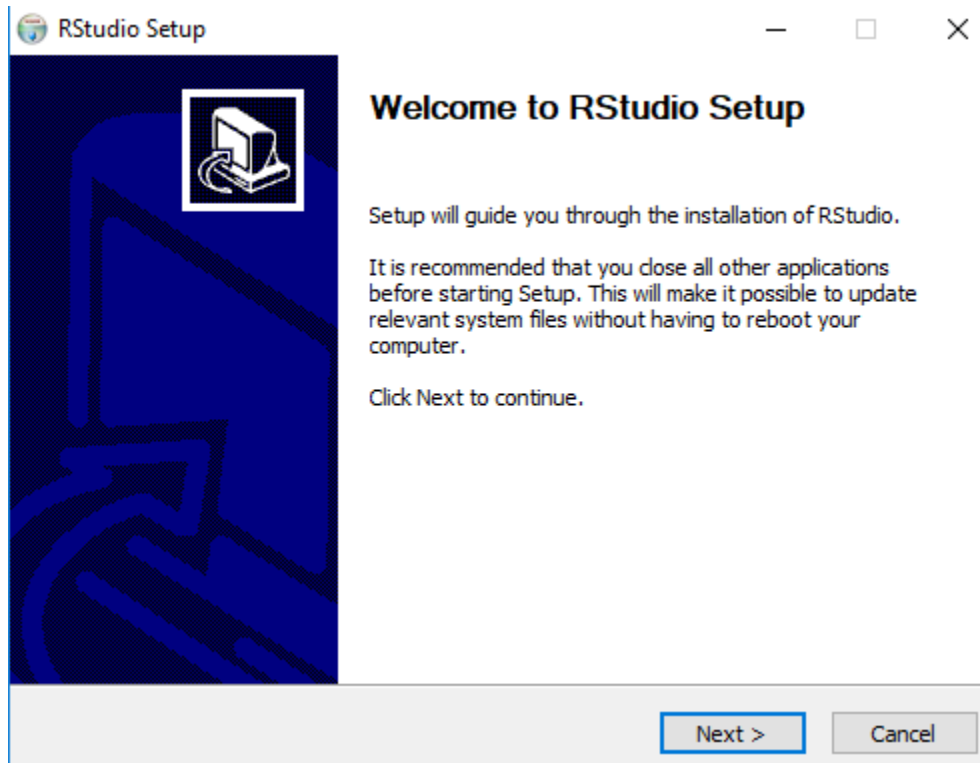 RStudio Setup
Welcome to RStudio Setup
Setup will guide you through the installation of RStudio.
It is recommended that you close all other applications
before starting Setup. This will make it possible to update
relevant system files without having to reboot your
computer.
Click Next to continue.
Next >
Cancel